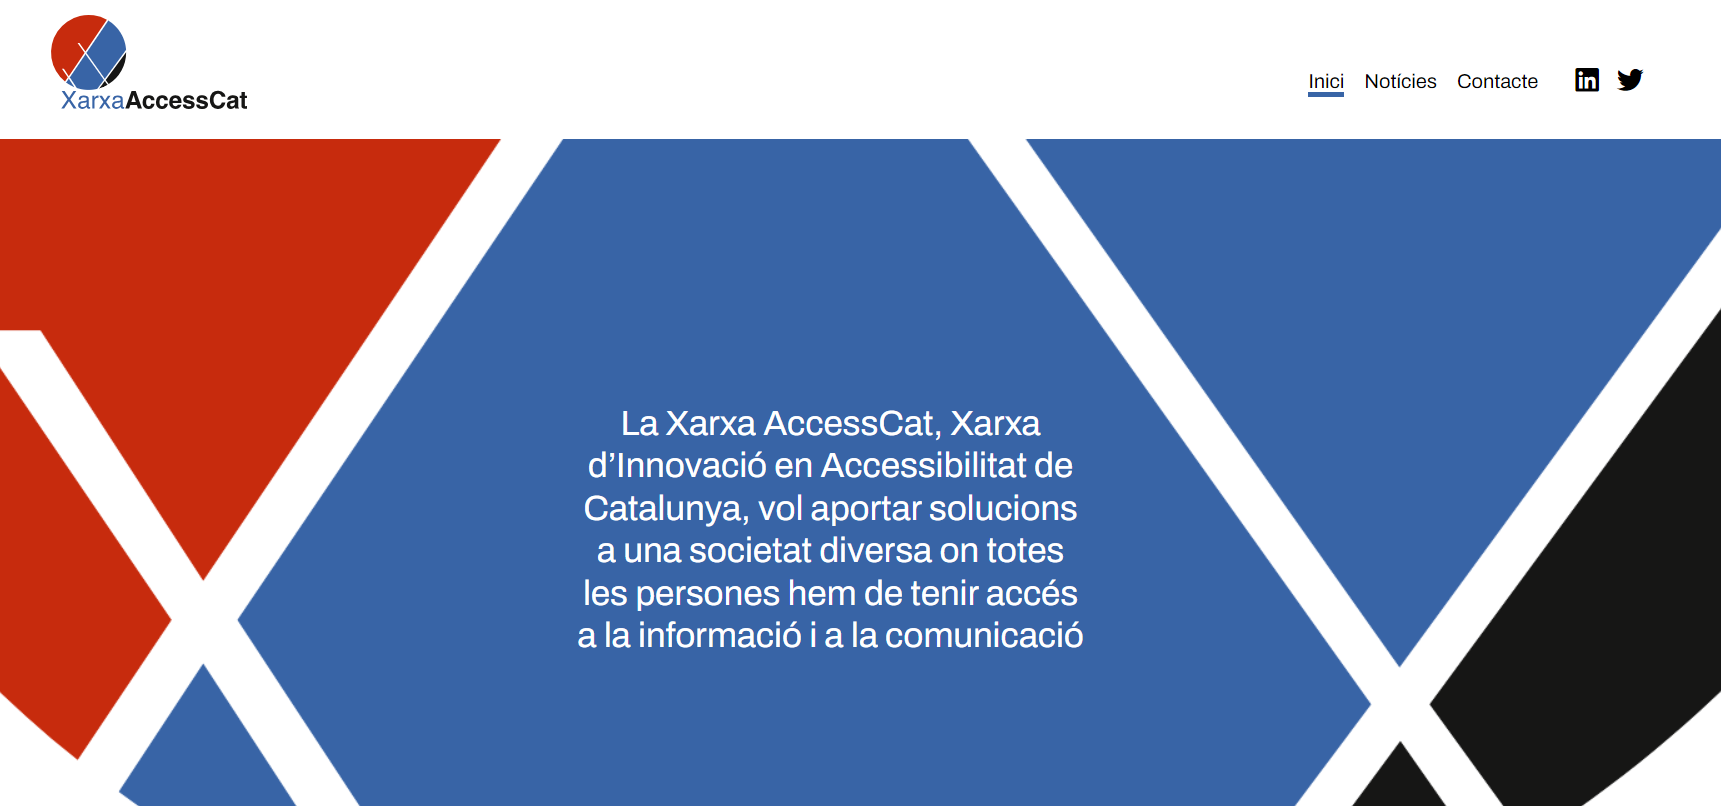 XarxaAccessCat
Inici Notícies Contacte
La Xarxa AccessCat, Xarxa
d’Innovació en Accessibilitat de
Catalunya, vol aportar solucions
a una societat diversa on totes
les persones hem de tenir accés
a la informació i a la comunicació